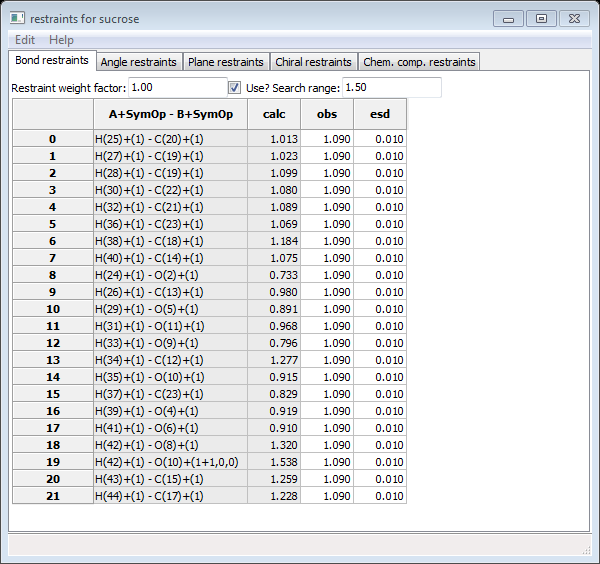 restraints for sucrose
Edit Help
Bond restraints Angle restraints Plane restraints Chiral restraints Chem. comp. restraints
Restraint weight factor: 1.00 Use? Search range: 1.50
A+SymOp - B+SymOp calc obs esd
0 H(25)+(1) - C(20)+(1) 1.013 1.090 0.010
1 H(27)+(1) - C(19)+(1) 1.023 1.090 0.010
2 H(28)+(1) - C(19)+(1) 1.099 1.090 0.010
3 H(30)+(1) - C(22)+(1) 1.080 1.090 0.010
4 H(32)+(1) - C(21)+(1) 1.089 1.090 0.010
5 H(36)+(1) - C(23)+(1) 1.069 1.090 0.010
6 H(38)+(1) - C(18)+(1) 1.184 1.090 0.010
7 H(40)+(1) - C(14)+(1) 1.075 1.090 0.010
8 H(24)+(1) - O(2)+(1) 0.733 1.090 0.010
9 H(26)+(1) - C(13)+(1) 0.980 1.090 0.010
10 H(29)+(1) - O(5)+(1) 0.891 1.090 0.010
11 H(31)+(1) - O(11)+(1) 0.968 1.090 0.010
12 H(33)+(1) - O(9)+(1) 0.796 1.090 0.010
13 H(34)+(1) - C(12)+(1) 1.277 1.090 0.010
14 H(35)+(1) - O(10)+(1) 0.915 1.090 0.010
15 H(37)+(1) - C(23)+(1) 0.829 1.090 0.010
16 H(39)+(1) - O(4)+(1) 0.919 1.090 0.010
17 H(41)+(1) - O(6)+(1) 0.910 1.090 0.010
18 H(42)+(1) - O(8)+(1) 1.320 1.090 0.010
19 H(42)+(1) - O(10)+(1+1,0,0) 1.538 1.090 0.010
20 H(43)+(1) - C(15)+(1) 1.259 1.090 0.010
21 H(44)+(1) - C(17)+(1) 1.228 1.090 0.010